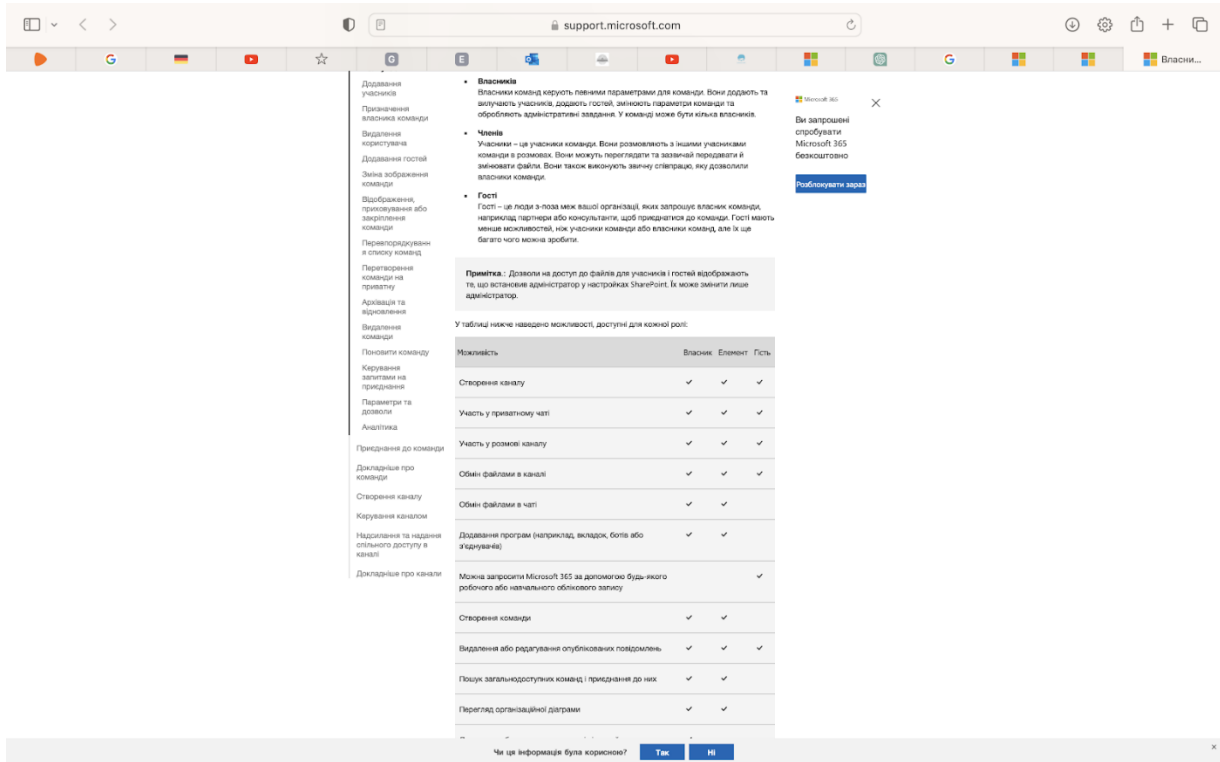 support.microsoft.com
G
G
E
G
Власни...
Додавання
учасників
Призначення
власника команди
Видалення
користувача
Додавання гостей
Зміна зображення
команди
Відображення,
приховування або
закріплення
команди
Перевпорядкуванн
я списку команд
Перетворення
команди на
приватну
Архівація та
відновлення
Видалення
команди
Поновити команду
Керування
запитами на
приєднання
Параметри та
дозволи
Аналітика
Приєднання до команди
Докладніше про
команди
Створення каналу
Керування каналом
Надсилання та надання
спільного доступу в
каналі
Докладніше про канали
• Власників
Власники команд керують певними параметрами для команди. Вони додають та
вилучають учасників, додають гостей, змінюють параметри команди та
обробляють адміністративні завдання. У команді може бути кілька власників.
• Членів
Учасники – це учасники команди. Вони розмовляють з іншими учасниками
команди в розмовах. Вони можуть переглядати та зазвичай передавати й
змінювати файли. Вони також виконують звичну співпрацю, яку дозволили
власники команди.
• Гості
Гості – це люди з-поза меж вашої організації, яких запрошує власник команди,
наприклад партнери або консультанти, щоб приєднатися до команди. Гості мають
менше можливостей, ніж учасники команди або власники команд, але їх ще
багато чого можна зробити.
Примітка.: Дозволи на доступ до файлів для учасників і гостей відображають
те, що встановив адміністратор у настройках SharePoint. Їх може змінити лише
адміністратор.
У таблиці нижче наведено можливості, доступні для кожної ролі:
Можливість Власник Елемент Гість
Створення каналу ✓ ✓ ✓
Участь у приватному чаті ✓ ✓ ✓
Участь у розмові каналу ✓ ✓ ✓
Обмін файлами в каналі ✓ ✓ ✓
Обмін файлами в чаті ✓ ✓
Додавання програм (наприклад, вкладок, ботів або ✓ ✓
з'єднувачів)
Можна запросити Microsoft 365 за допомогою будь-якого ✓
робочого або навчального облікового запису
Створення команди ✓ ✓
Видалення або редагування опублікованих повідомлень ✓ ✓ ✓
Пошук загальнодоступних команд і приєднання до них ✓ ✓
Перегляд організаційної діаграми ✓ ✓
Microsoft 365
Ви запрошені
спробувати
Microsoft 365
безкоштовно
Розблокувати зараз
Чи ця інформація була корисною? Так Ні